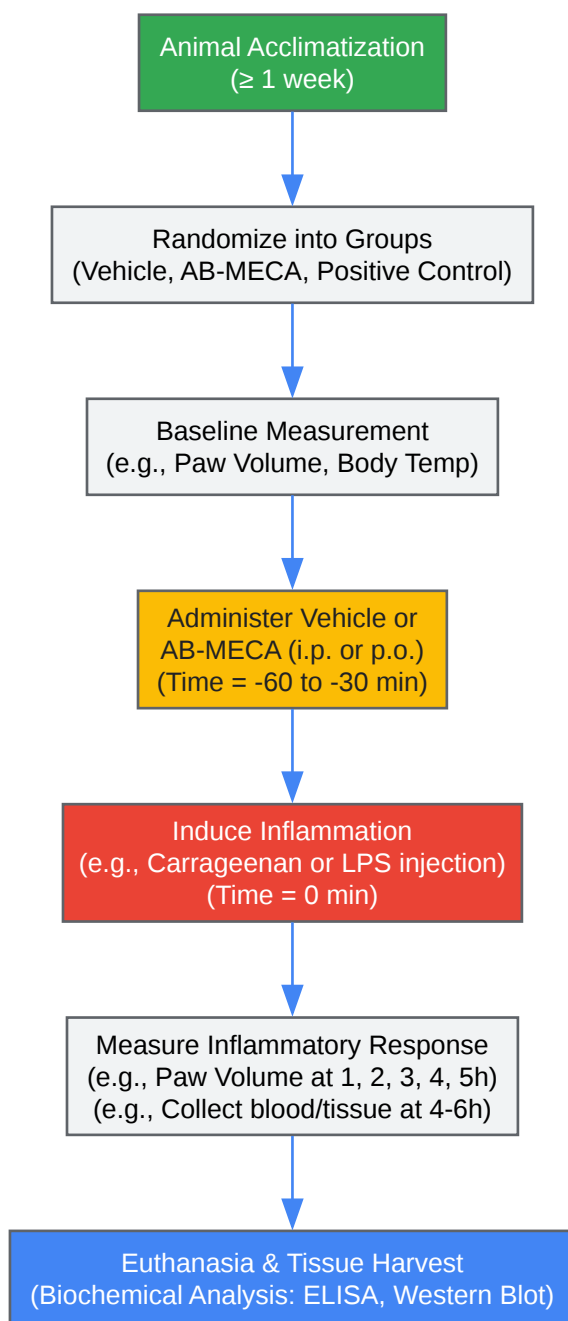 Animal Acclimatization
(≥ 1 week)
Randomize into Groups
(Vehicle, AB-MECA, Positive Control)
Baseline Measurement
(e.g., Paw Volume, Body Temp)
Administer Vehicle or
AB-MECA (i.p. or p.o.)
(Time = -60 to -30 min)
Induce Inflammation
(e.g., Carrageenan or LPS injection)
(Time = 0 min)
Measure Inflammatory Response
(e.g., Paw Volume at 1, 2, 3, 4, 5h)
(e.g., Collect blood/tissue at 4-6h)
Euthanasia & Tissue Harvest
(Biochemical Analysis: ELISA, Western Blot)